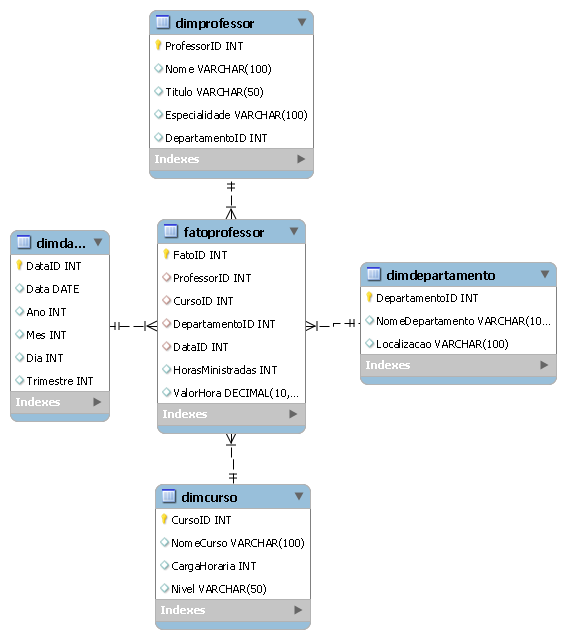 dimprofessor
ProfessorID INT
Nome VARCHAR(100)
Titulo VARCHAR(50)
Especialidade VARCHAR(100)
DepartamentoID INT
Indexes
dimda...
DataID INT
Data DATE
Ano INT
Mes INT
Dia INT
Trimestre INT
Indexes
fatoprofessor
FatoID INT
ProfessorID INT
CursoID INT
DepartamentoID INT
DataID INT
HorasMinistradas INT
ValorHora DECIMAL(10,...
Indexes
dimdepartamento
DepartamentoID INT
NomeDepartamento VARCHAR(10...
Localizacao VARCHAR(100)
Indexes
dimcurso
CursoID INT
NomeCurso VARCHAR(100)
CargaHoraria INT
Nivel VARCHAR(50)
Indexes